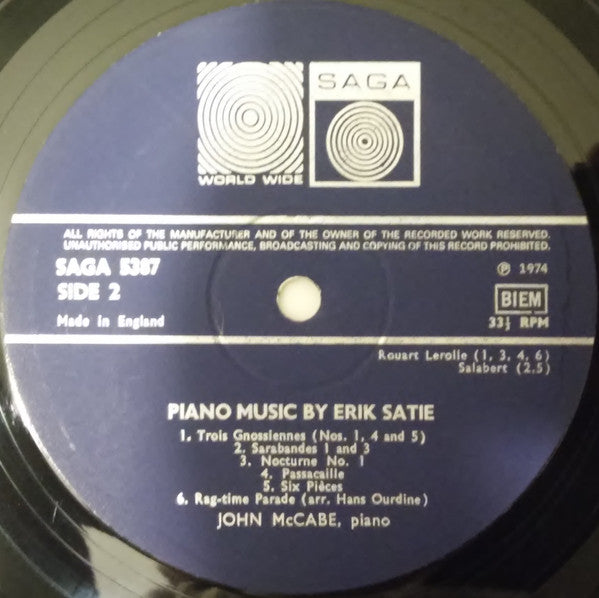 SAGA
WORLD WIDE
ALL RIGHTS OF THE MANUFACTURER AND OF THE OWNER OF THE RECORDED WORK RESERVED.
UNAUTHORISED PUBLIC PERFORMANCE, BROADCASTING AND COPYING OF THIS RECORD PROHIBITED.
SAGA 5387
℗ 1974
SIDE 2
BIEM
Made in England
33⅓ RPM
Rouart Lerolle (1, 3, 4, 6)
Salabert (2.5)
PIANO MUSIC BY ERIK SATIE
1. Trois Gnossiennes (Nos. 1, 4 and 5)
2. Sarabandes 1 and 3
3. Nocturne No. 1
4. Passacaille
5. Six Pièces
6. Rag-time Parade (arr. Hans Ourdine)
JOHN McCABE, piano